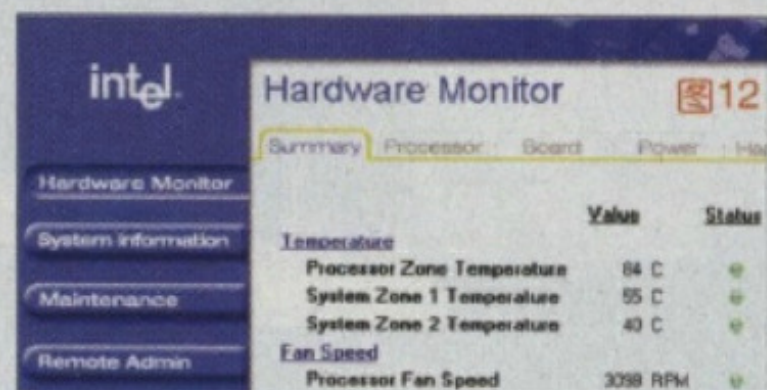 intel.
Hardware Monitor
图12
Summary Processor Board Power
Hardware Monitor
System Information
Maintenance
Remote Admin
Value Status
Temperature
Processor Zone Temperature 84 C
System Zone 1 Temperature 55 C
System Zone 2 Temperature 40 C
Fan Speed
Processor Fan Speed 3098 RPM